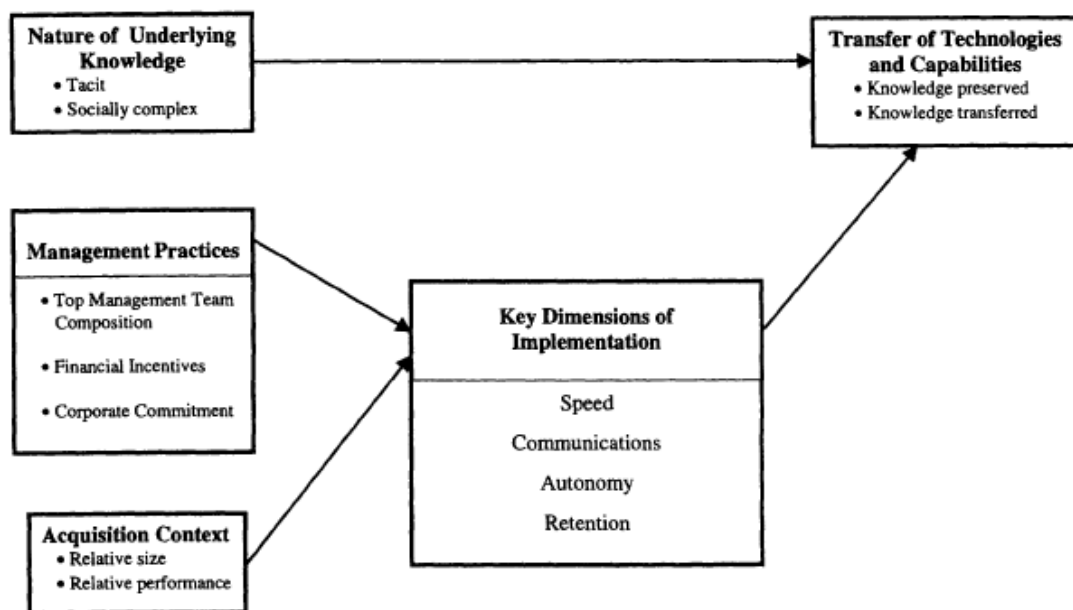 Nature of Underlying
Knowledge
• Tacit
• Socially complex
Transfer of Technologies
and Capabilities
• Knowledge preserved
• Knowledge transferred
Management Practices
• Top Management Team
Composition
• Financial Incentives
• Corporate Commitment
Key Dimensions of
Implementation
Speed
Communications
Autonomy
Retention
Acquisition Context
• Relative size
• Relative performance